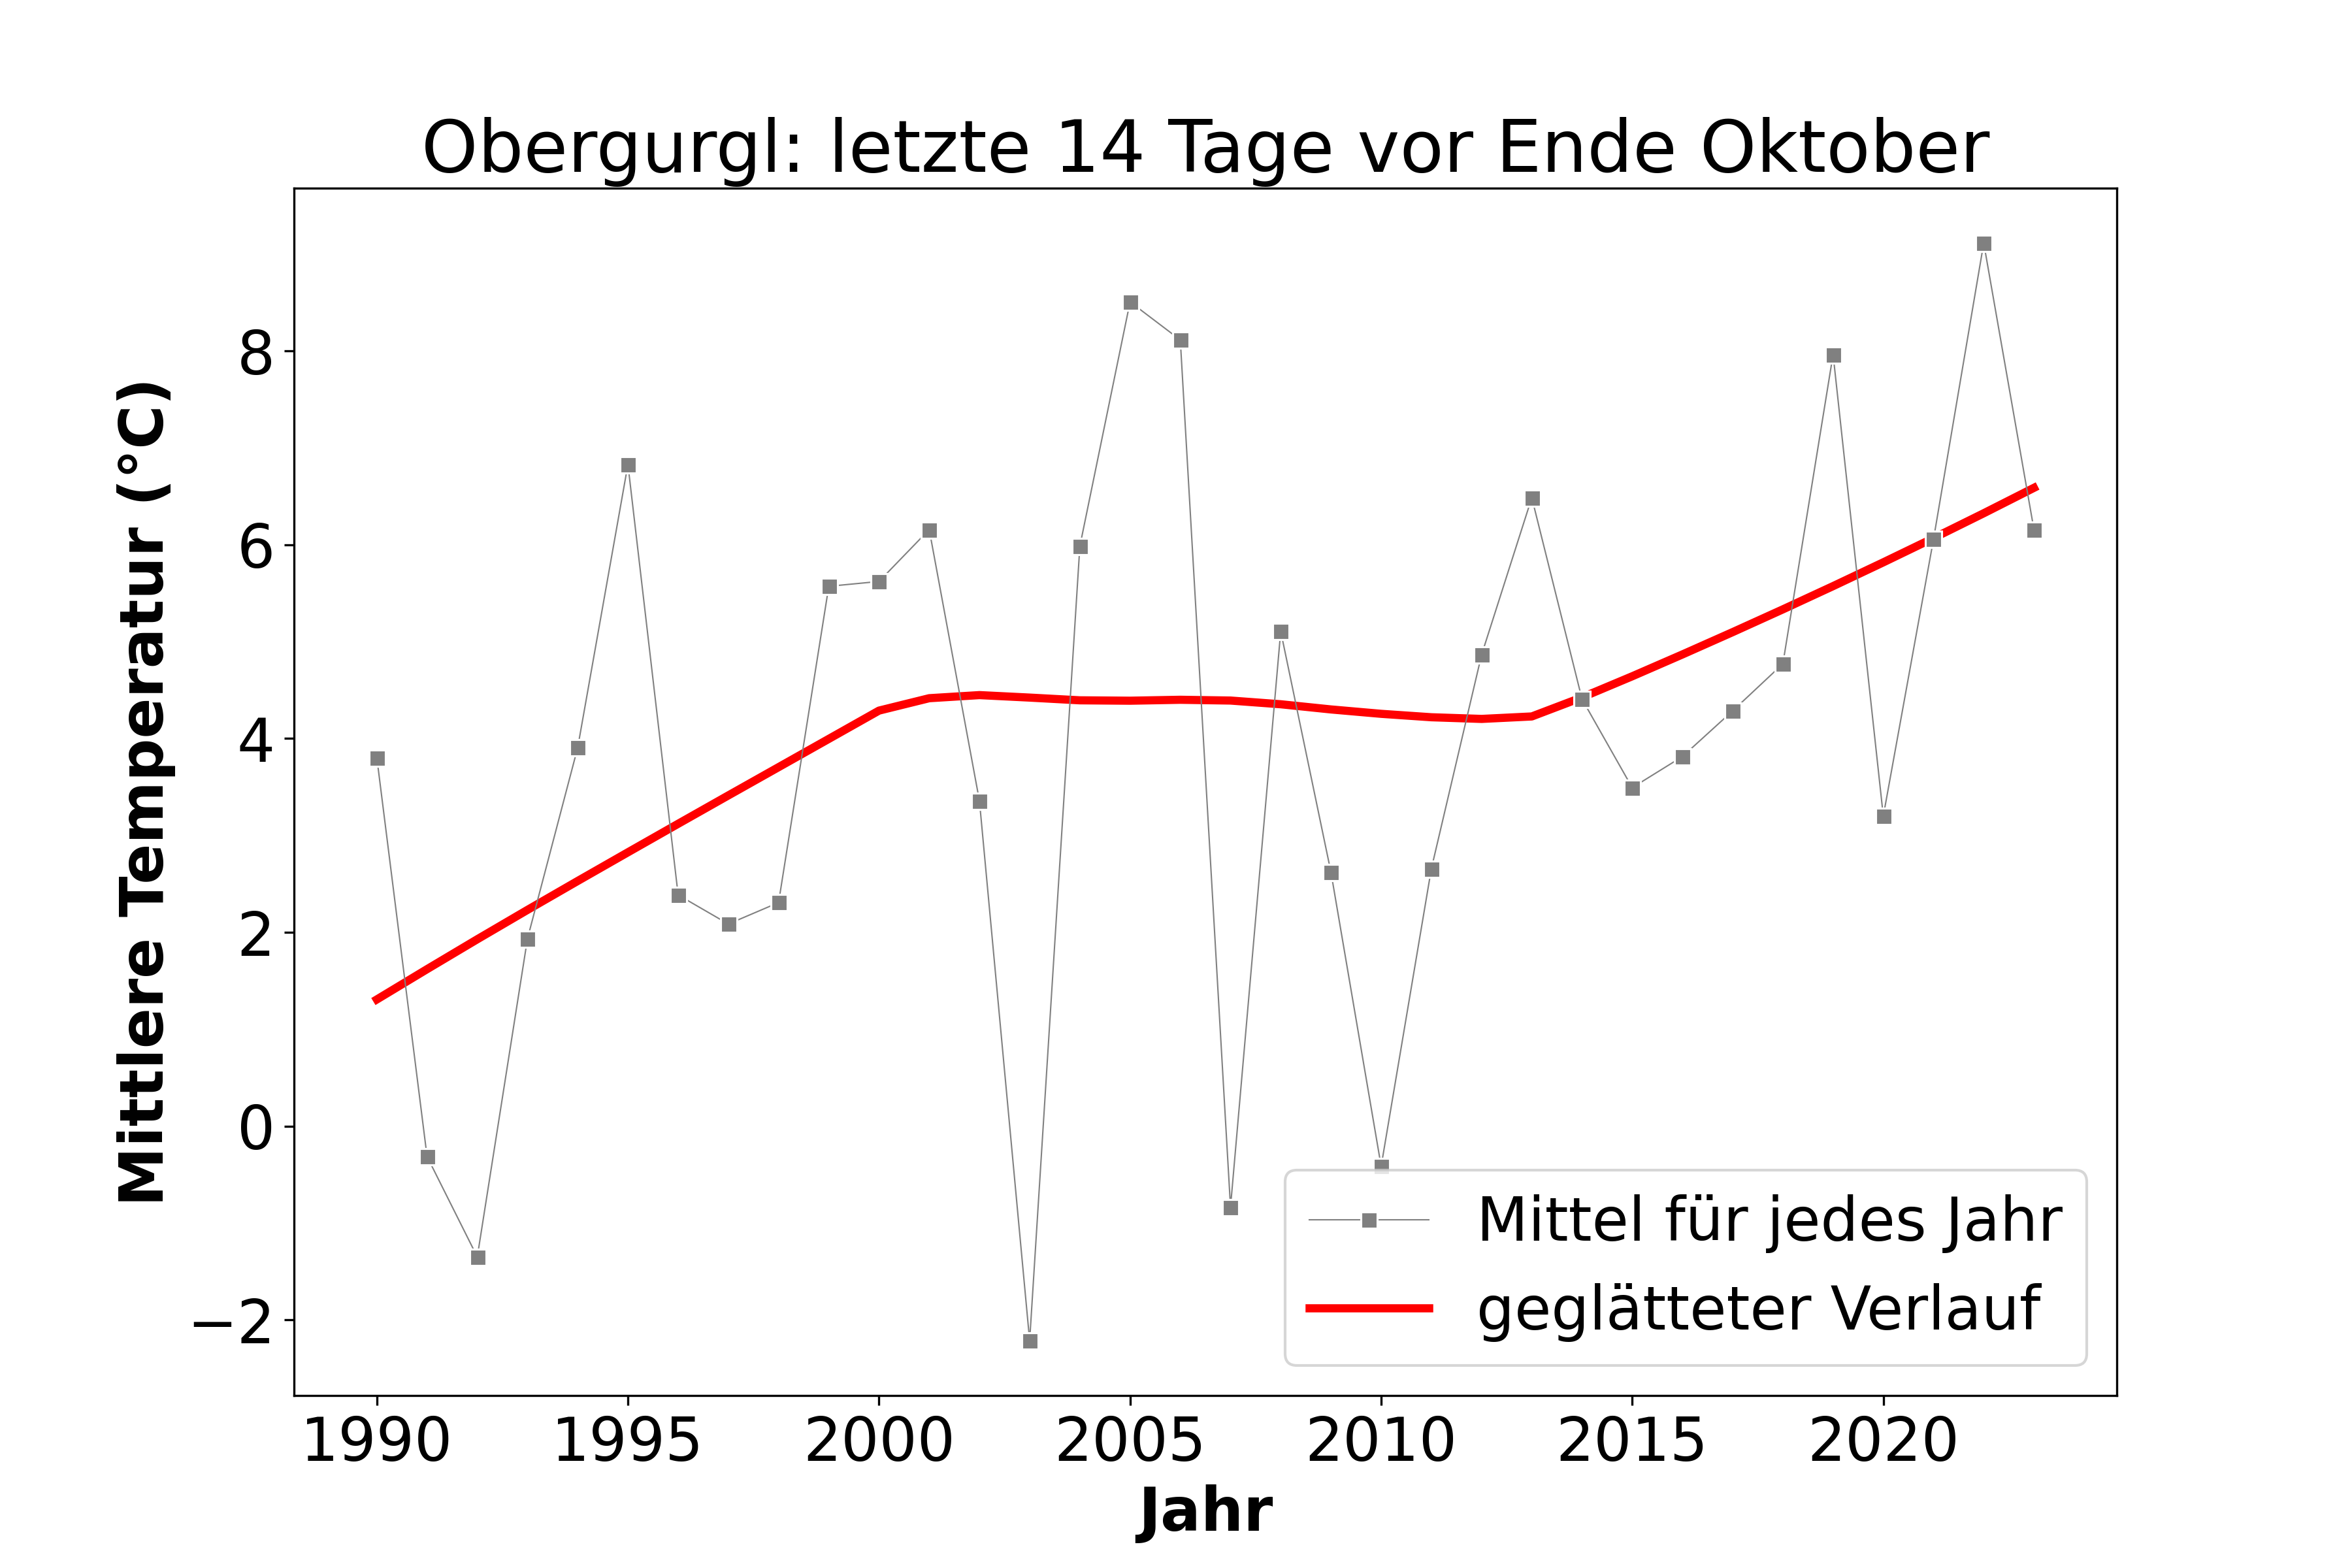 Obergurgl: letzte 14 Tage vor Ende Oktober
Mittlere Temperatur (°C)
8
6
4
2
0
−2
Mittel für jedes Jahr
geglätteter Verlauf
1990 1995 2000 2005 2010 2015 2020
Jahr